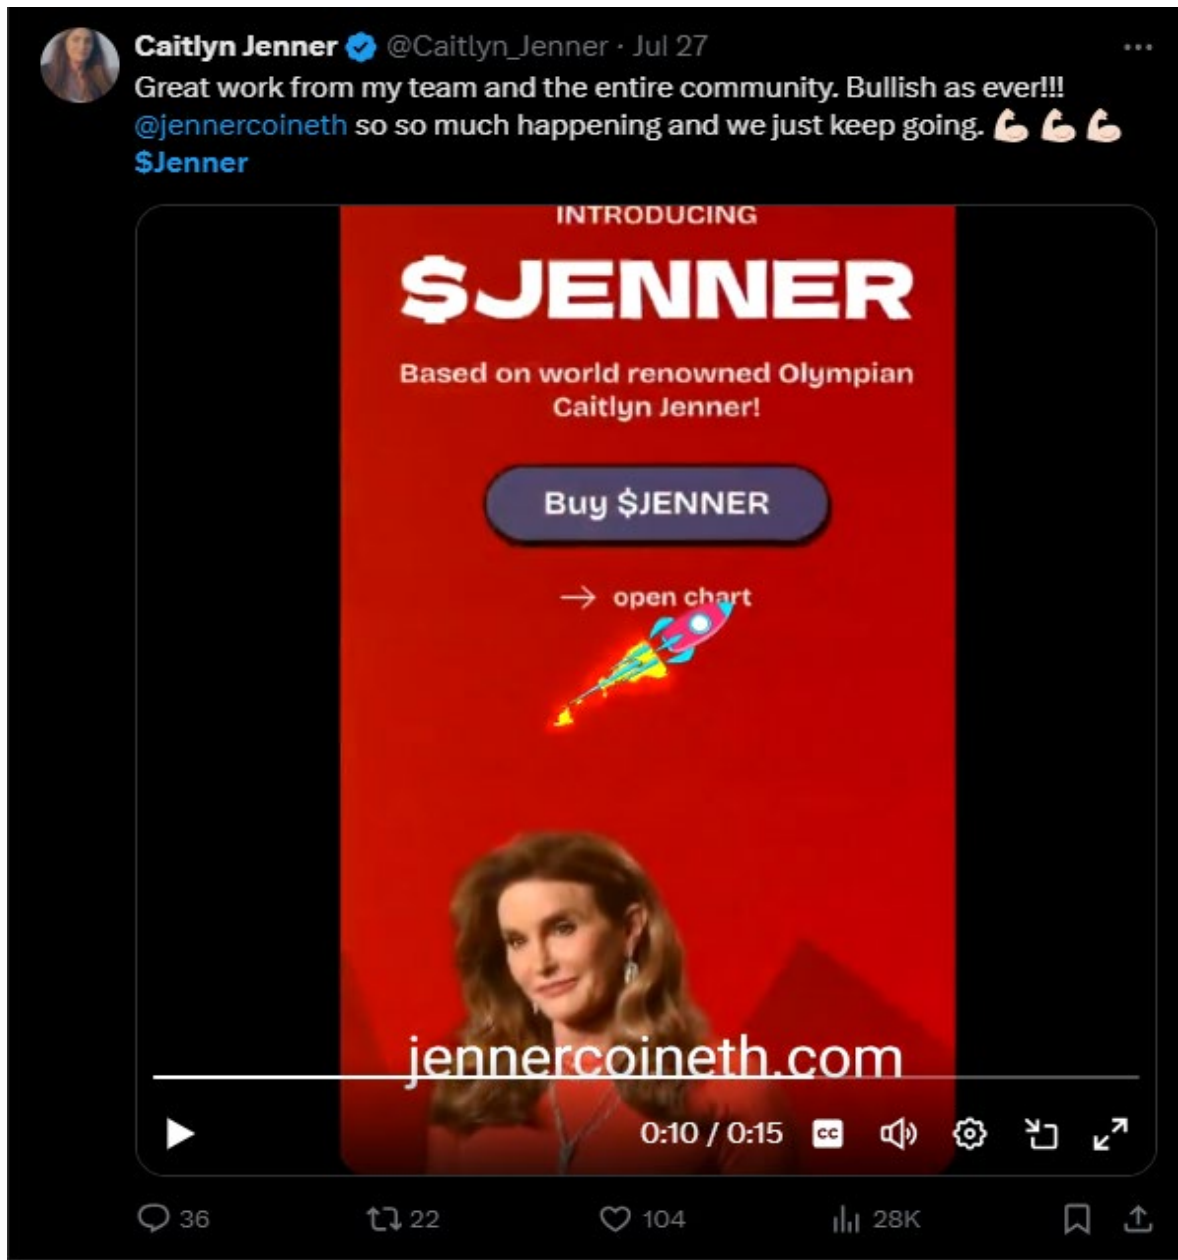 Caitlyn Jenner @Caitlyn_Jenner · Jul 27
Great work from my team and the entire community. Bullish as ever!!!
@jennercoineth so so much happening and we just keep going. 💪🏻 💪🏻 💪🏻
$Jenner
INTRODUCING
$JENNER
Based on world renowned Olympian
Caitlyn Jenner!
Buy $JENNER
→ open chart
jennercoineth.com
0:10 / 0:15 CC
36 22 104 28K